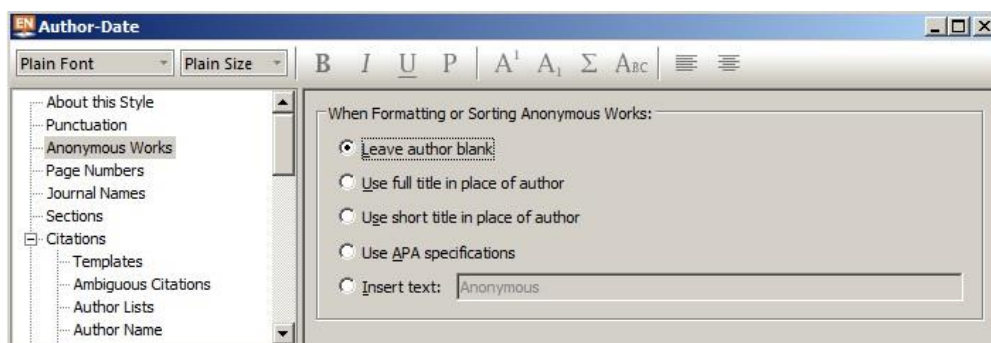 EN Author-Date
Plain Font Plain Size B I U P A¹ A₁ Σ ABC
About this Style
Punctuation
Anonymous Works
Page Numbers
Journal Names
Sections
Citations
Templates
Ambiguous Citations
Author Lists
Author Name
When Formatting or Sorting Anonymous Works:
Leave author blank
Use full title in place of author
Use short title in place of author
Use APA specifications
Insert text: Anonymous